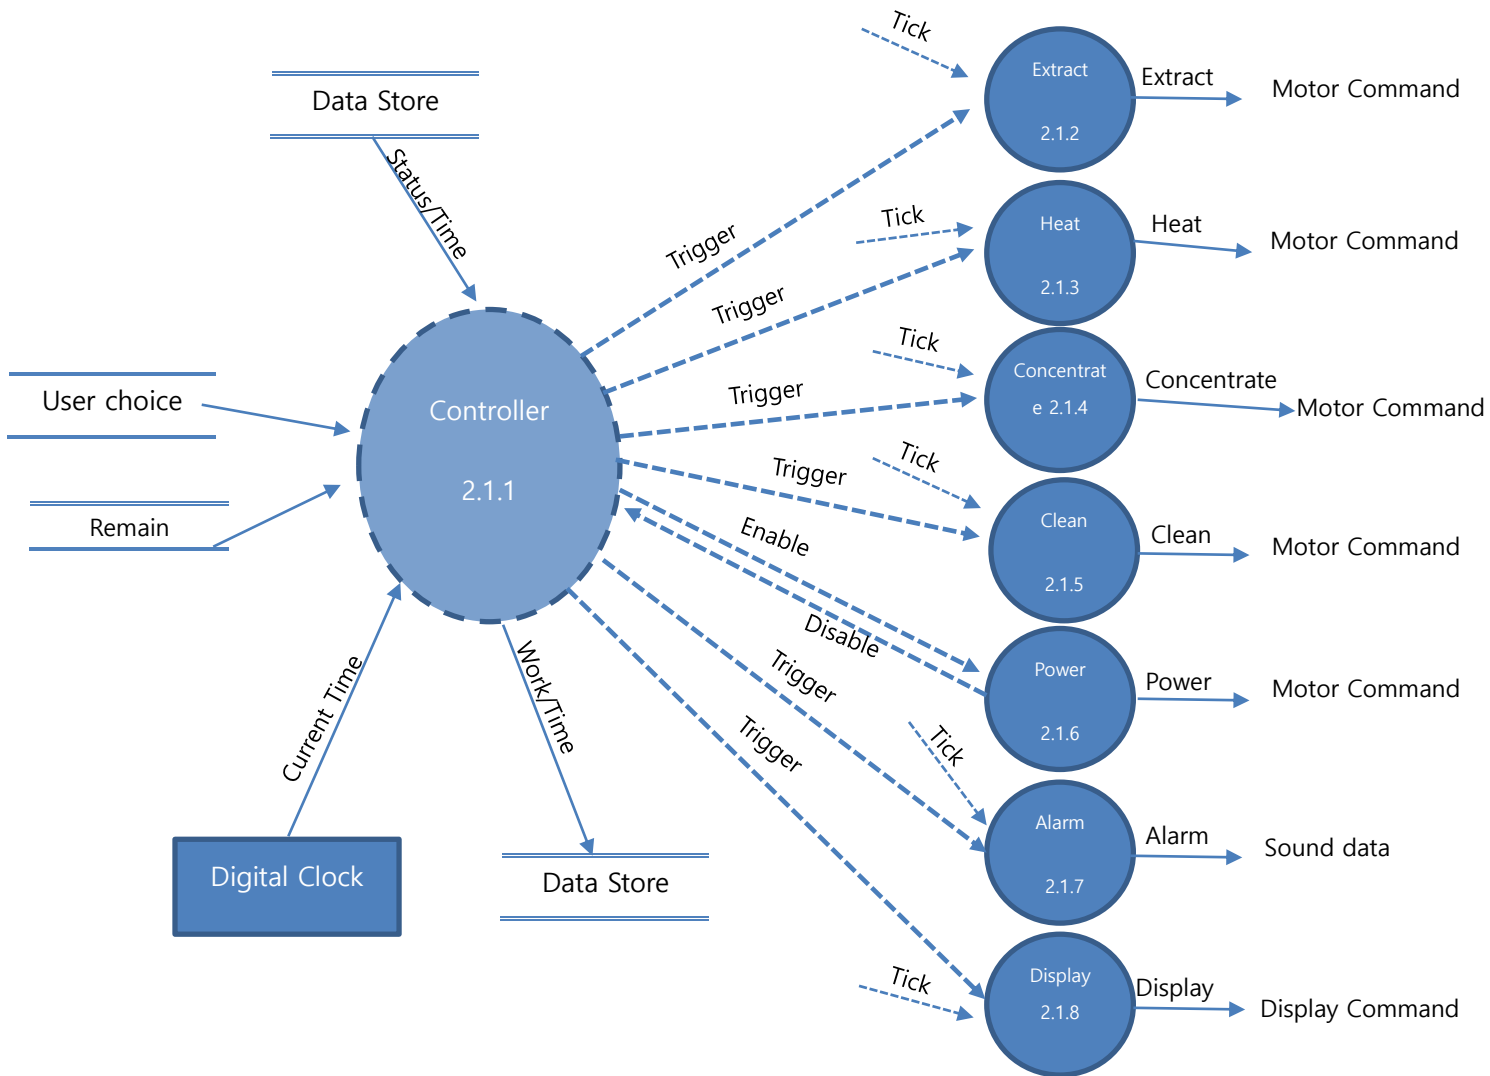 Tick
Extract
2.1.2
Extract
Motor Command
Data Store
Status/Time
Trigger
Tick
Heat
2.1.3
Heat
Motor Command
Trigger
Tick
Concentrat
e 2.1.4
Concentrate
Motor Command
Trigger
User choice
Controller
2.1.1
Remain
Tick
Trigger
Clean
2.1.5
Clean
Motor Command
Enable
Disable
Power
2.1.6
Power
Motor Command
Current Time
Work/Time
Trigger
Trigger
Tick
Alarm
2.1.7
Alarm
Sound data
Digital Clock
Data Store
Tick
Display
2.1.8
Display
Display Command